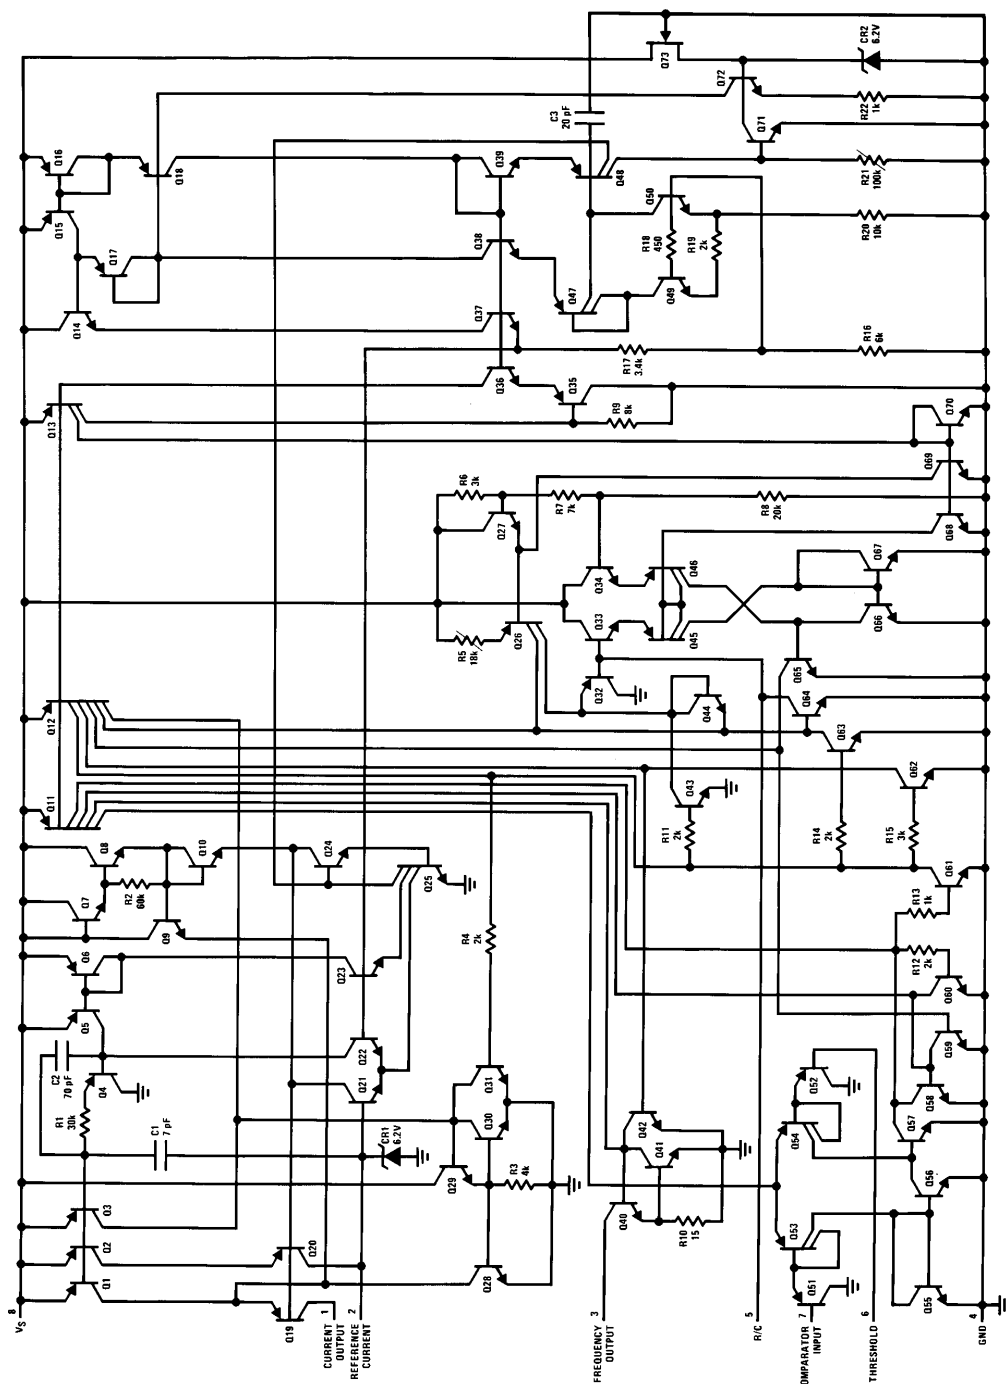 8
VS
Q1
Q2
Q3
R1
30k
C1
7 pF
C2
70 pF
Q4
Q5
Q6
Q7
Q8
R2
60k
Q9
Q10
Q11
Q12
Q13
Q14
Q15
Q16
Q17
Q18
Q19
1
CURRENT
OUTPUT
2
REFERENCE
CURRENT
Q20
Q21
Q22
CR1
6.2V
Q23
Q24
Q25
Q28
Q29
R3
4k
Q30
Q31
R4
2k
R5
18k
Q26
Q27
R6
3k
R7
7k
R8
20k
Q32
Q33
Q34
Q35
R9
8k
Q36
Q37
Q38
Q39
R17
3.4k
R16
6k
Q47
Q48
Q49
Q50
R18
450
R19
2k
R20
10k
R21
100k
C3
20 pF
Q71
Q72
R22
1k
Q73
CR2
6.2V
3
FREQUENCY
OUTPUT
Q40
R10
15
Q41
Q42
Q43
R11
2k
Q44
Q45
Q46
5
R/C
7
OMPARATOR
INPUT
6
THRESHOLD
Q51
Q53
Q54
Q52
Q55
Q56
Q57
Q58
Q59
Q60
R12
2k
R13
1k
Q61
R14
2k
R15
3k
Q62
Q63
Q64
Q65
Q66
Q67
Q68
Q69
Q70
4
GND